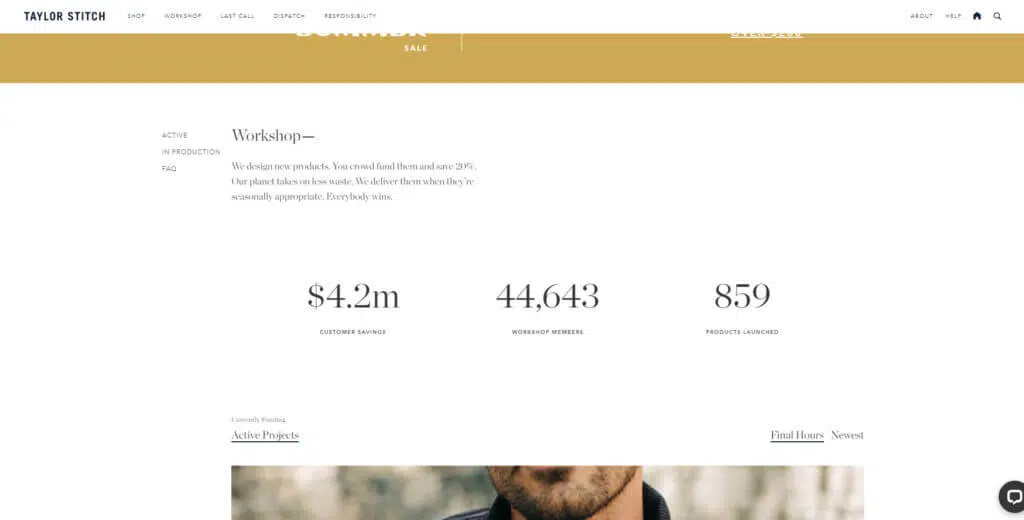 TAYLOR STITCH SHOP WORKSHOP LAST CALL DISPATCH RESPONSIBILITY ABOUT HELP
SUMMER
OVER $200
SALE
ACTIVE
IN PRODUCTION
FAQ
Workshop—
We design new products. You crowd fund them and save 20%.
Our planet takes on less waste. We deliver them when they're
seasonally appropriate. Everybody wins.
$4.2m 44,643 859
CUSTOMER SAVINGS WORKSHOP MEMBERS PRODUCTS LAUNCHED
Currently Funding
Active Projects Final Hours Newest